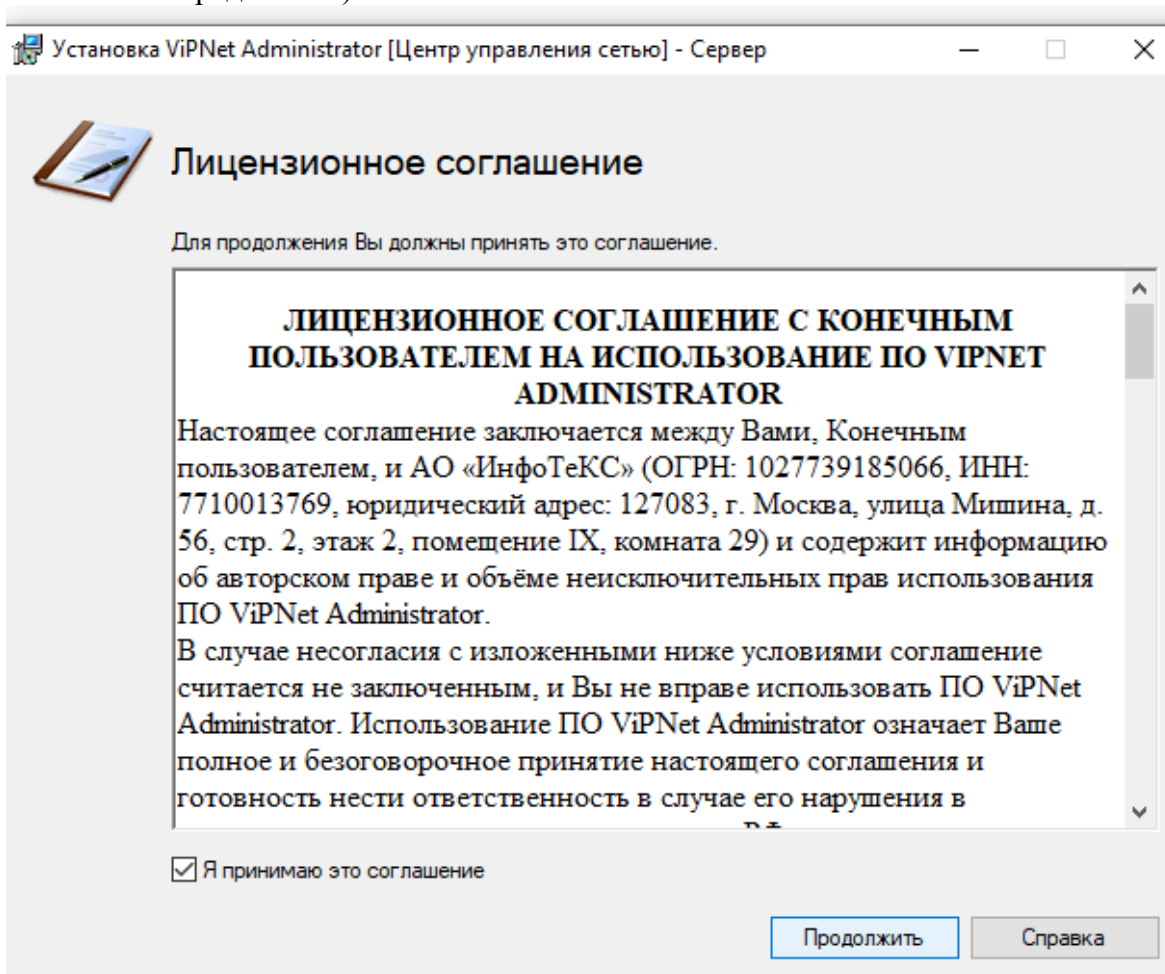 Установка ViPNet Administrator [Центр управления сетью] - Сервер
Лицензионное соглашение
Для продолжения Вы должны принять это соглашение.
ЛИЦЕНЗИОННОЕ СОГЛАШЕНИЕ С КОНЕЧНЫМ
ПОЛЬЗОВАТЕЛЕМ НА ИСПОЛЬЗОВАНИЕ ПО VIPNET
ADMINISTRATOR
Настоящее соглашение заключается между Вами, Конечным
пользователем, и АО «ИнфоТеКС» (ОГРН: 1027739185066, ИНН:
7710013769, юридический адрес: 127083, г. Москва, улица Мишина, д.
56, стр. 2, этаж 2, помещение IX, комната 29) и содержит информацию
об авторском праве и объёме неисключительных прав использования
ПО ViPNet Administrator.
В случае несогласия с изложенными ниже условиями соглашение
считается не заключенным, и Вы не вправе использовать ПО ViPNet
Administrator. Использование ПО ViPNet Administrator означает Ваше
полное и безоговорочное принятие настоящего соглашения и
готовность нести ответственность в случае его нарушения в
Я принимаю это соглашение
Продолжить Справка